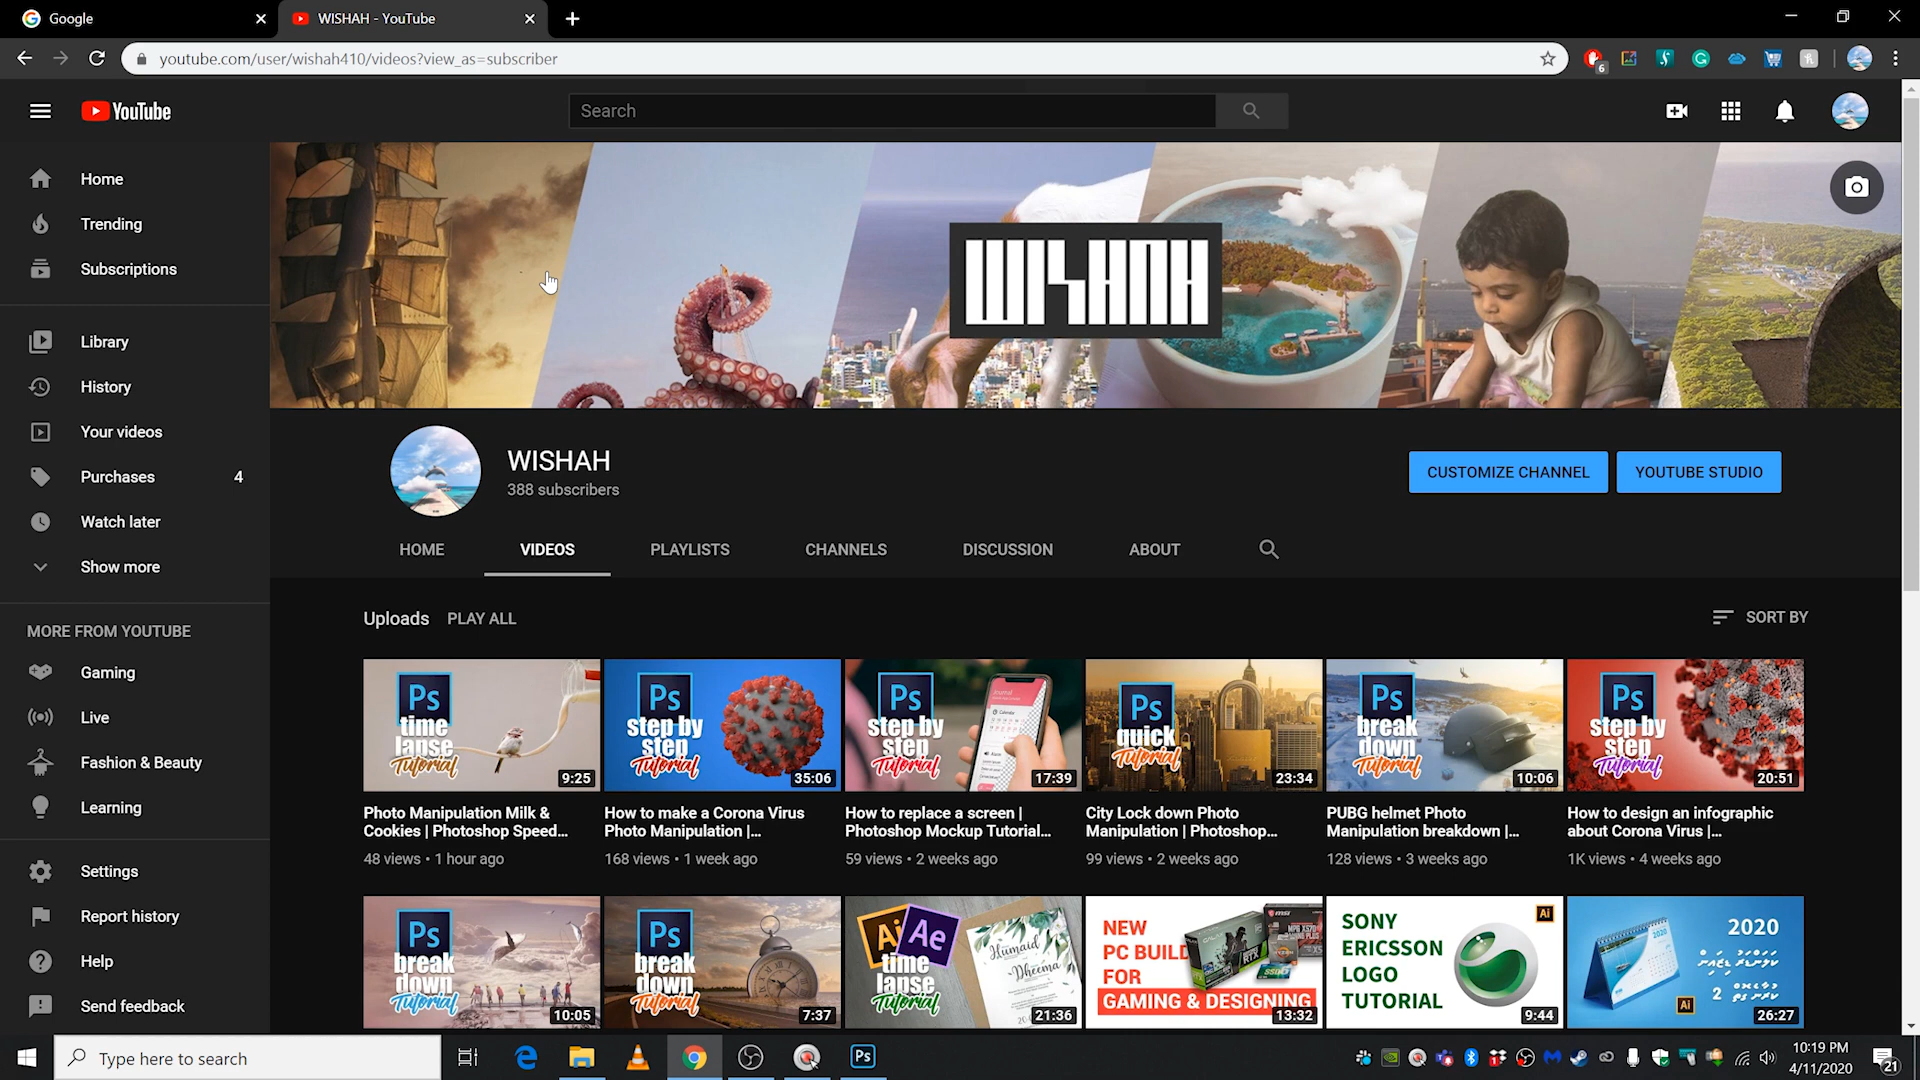 Google
WISHAH - YouTube
youtube.com/user/wishah410/videos?view_as=subscriber
6
YouTube
Search
Home
Trending
Subscriptions
Library
History
Your videos
Purchases 4
Watch later
Show more
MORE FROM YOUTUBE
Gaming
Live
Fashion & Beauty
Learning
Settings
Report history
Help
Send feedback
WISHAH
WISHAH
388 subscribers
CUSTOMIZE CHANNEL
YOUTUBE STUDIO
HOME VIDEOS PLAYLISTS CHANNELS DISCUSSION ABOUT
Uploads PLAY ALL
SORT BY
Ps
time
lapse
Tutorial
9:25
Ps
step by
step
Tutorial
35:06
Ps
step by
step
Tutorial
17:39
Ps
quick
Tutorial
23:34
Ps
break
down
Tutorial
10:06
Ps
step by
step
Tutorial
20:51
Photo Manipulation Milk &
Cookies | Photoshop Speed...
48 views • 1 hour ago
How to make a Corona Virus
Photo Manipulation |...
168 views • 1 week ago
How to replace a screen |
Photoshop Mockup Tutorial...
59 views • 2 weeks ago
City Lock down Photo
Manipulation | Photoshop...
99 views • 2 weeks ago
PUBG helmet Photo
Manipulation breakdown |...
128 views • 3 weeks ago
How to design an infographic
about Corona Virus |...
1K views • 4 weeks ago
Ps
break
down
Tutorial
10:05
Ps
break
down
Tutorial
7:37
Ai Ae
time
lapse
Tutorial
Humaid
Dheema
21:36
NEW
PC BUILD
FOR
GAMING & DESIGNING
13:32
SONY
ERICSSON
LOGO
TUTORIAL
Ai
9:44
2020
Ai
26:27
Type here to search
Ps
10:19 PM
4/11/2020
21